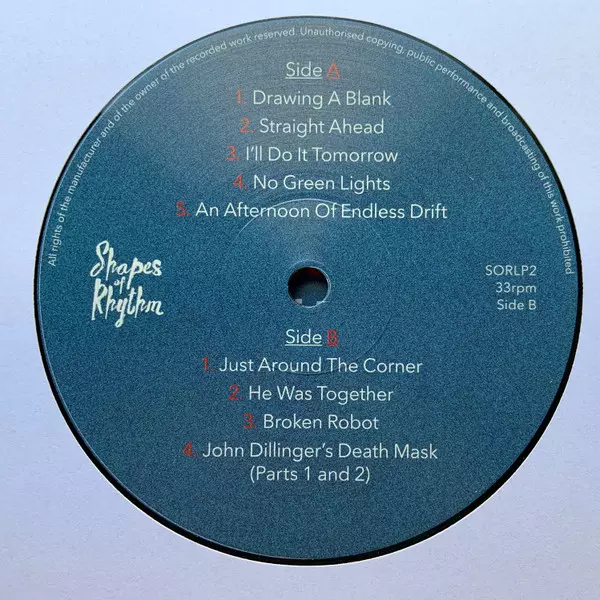 All rights of the manufacturer and of the owner of the recorded work reserved. Unauthorised copying, public performance and broadcasting of this work prohibited
Side A
1. Drawing A Blank
2. Straight Ahead
3. I'll Do It Tomorrow
4. No Green Lights
5. An Afternoon Of Endless Drift
Shapes
of
Rhythm
SORLP2
33rpm
Side B
Side B
1. Just Around The Corner
2. He Was Together
3. Broken Robot
4. John Dillinger's Death Mask
(Parts 1 and 2)